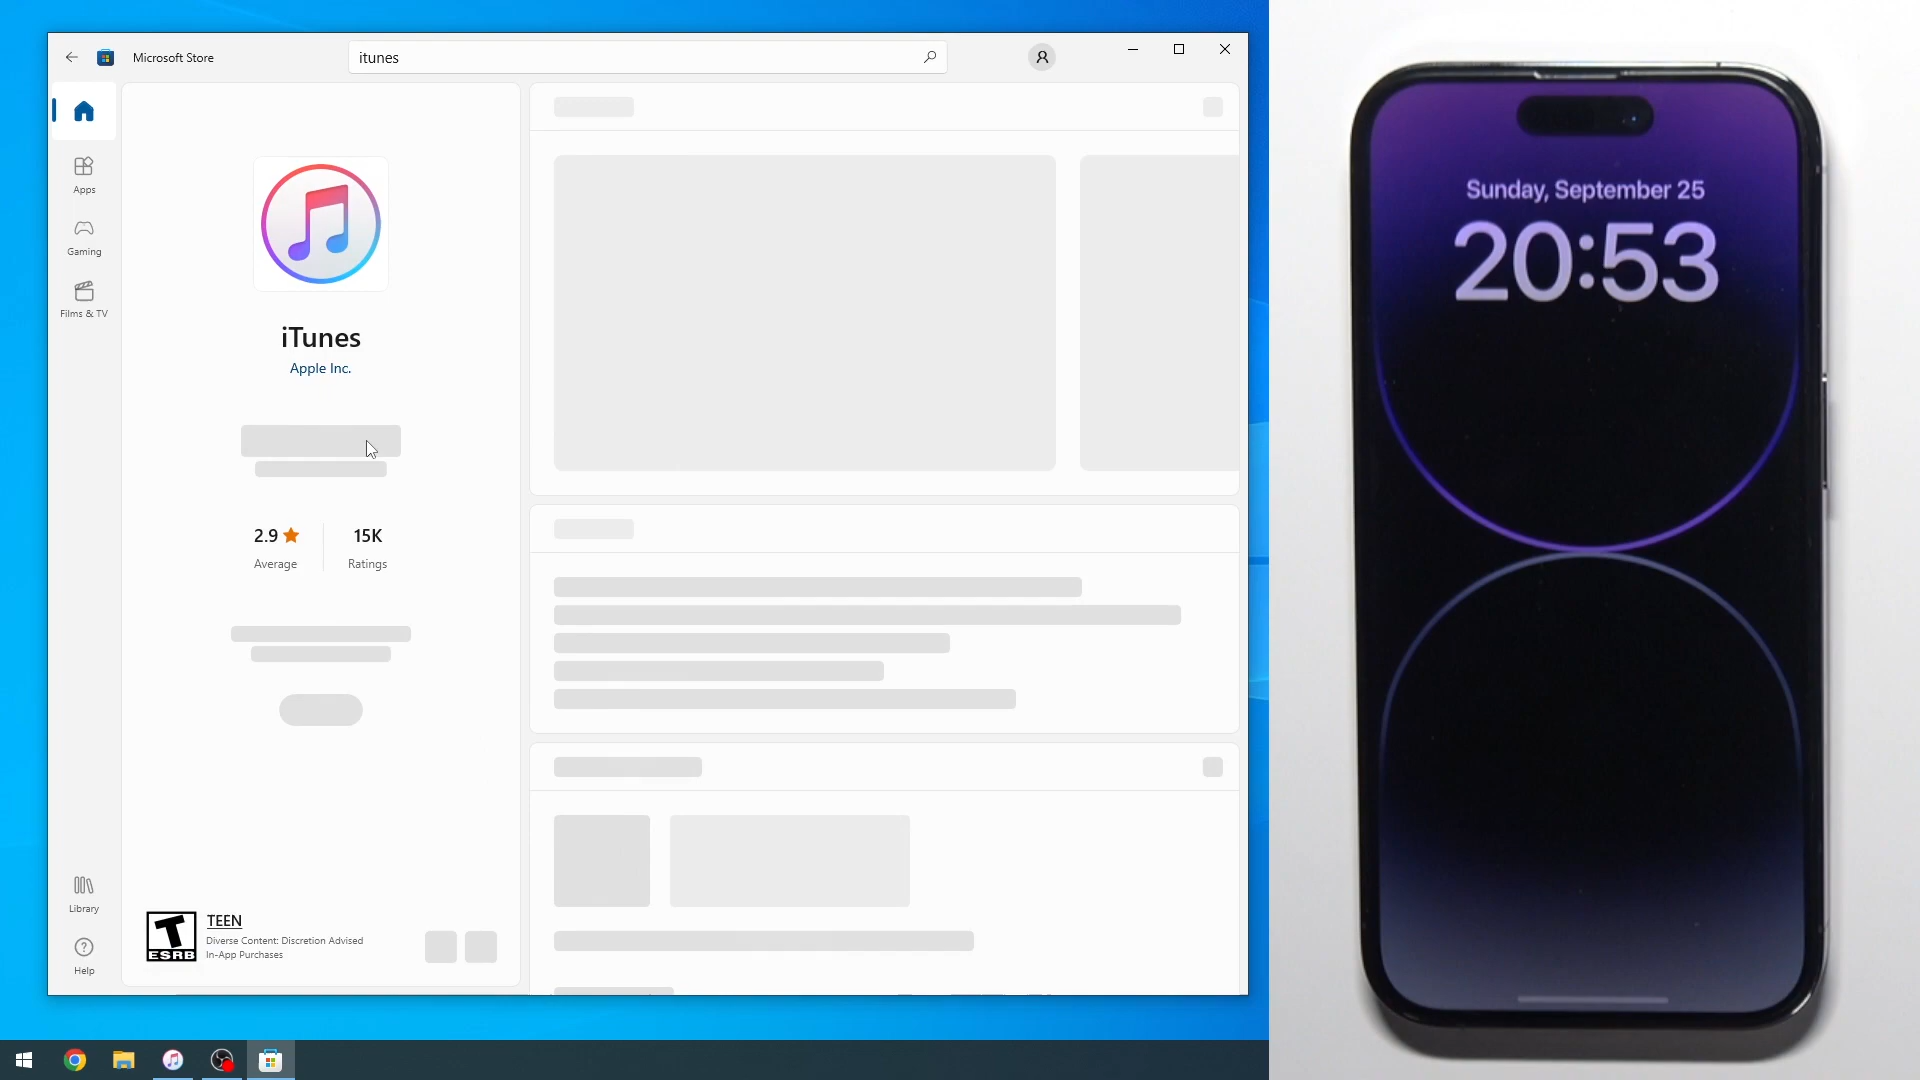 Microsoft Store
itunes
Apps
Gaming
Films & TV
Library
Help
iTunes
Apple Inc.
2.9
Average
15K
Ratings
T
ESRB
TEEN
Diverse Content: Discretion Advised
In-App Purchases
Sunday, September 25
20:53